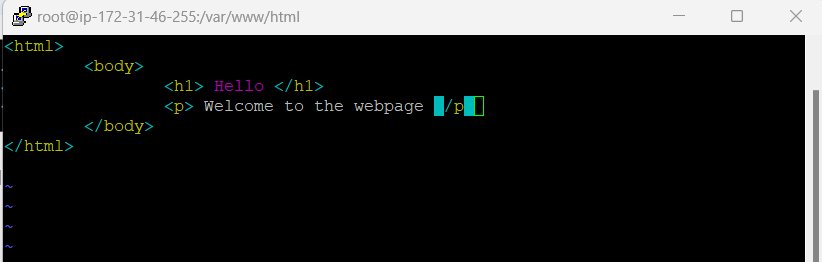 root@ip-172-31-46-255:/var/www/html
<html>
<body>
<h1> Hello </h1>
<p> Welcome to the webpage </p>
</body>
</html>
~
~
~
~